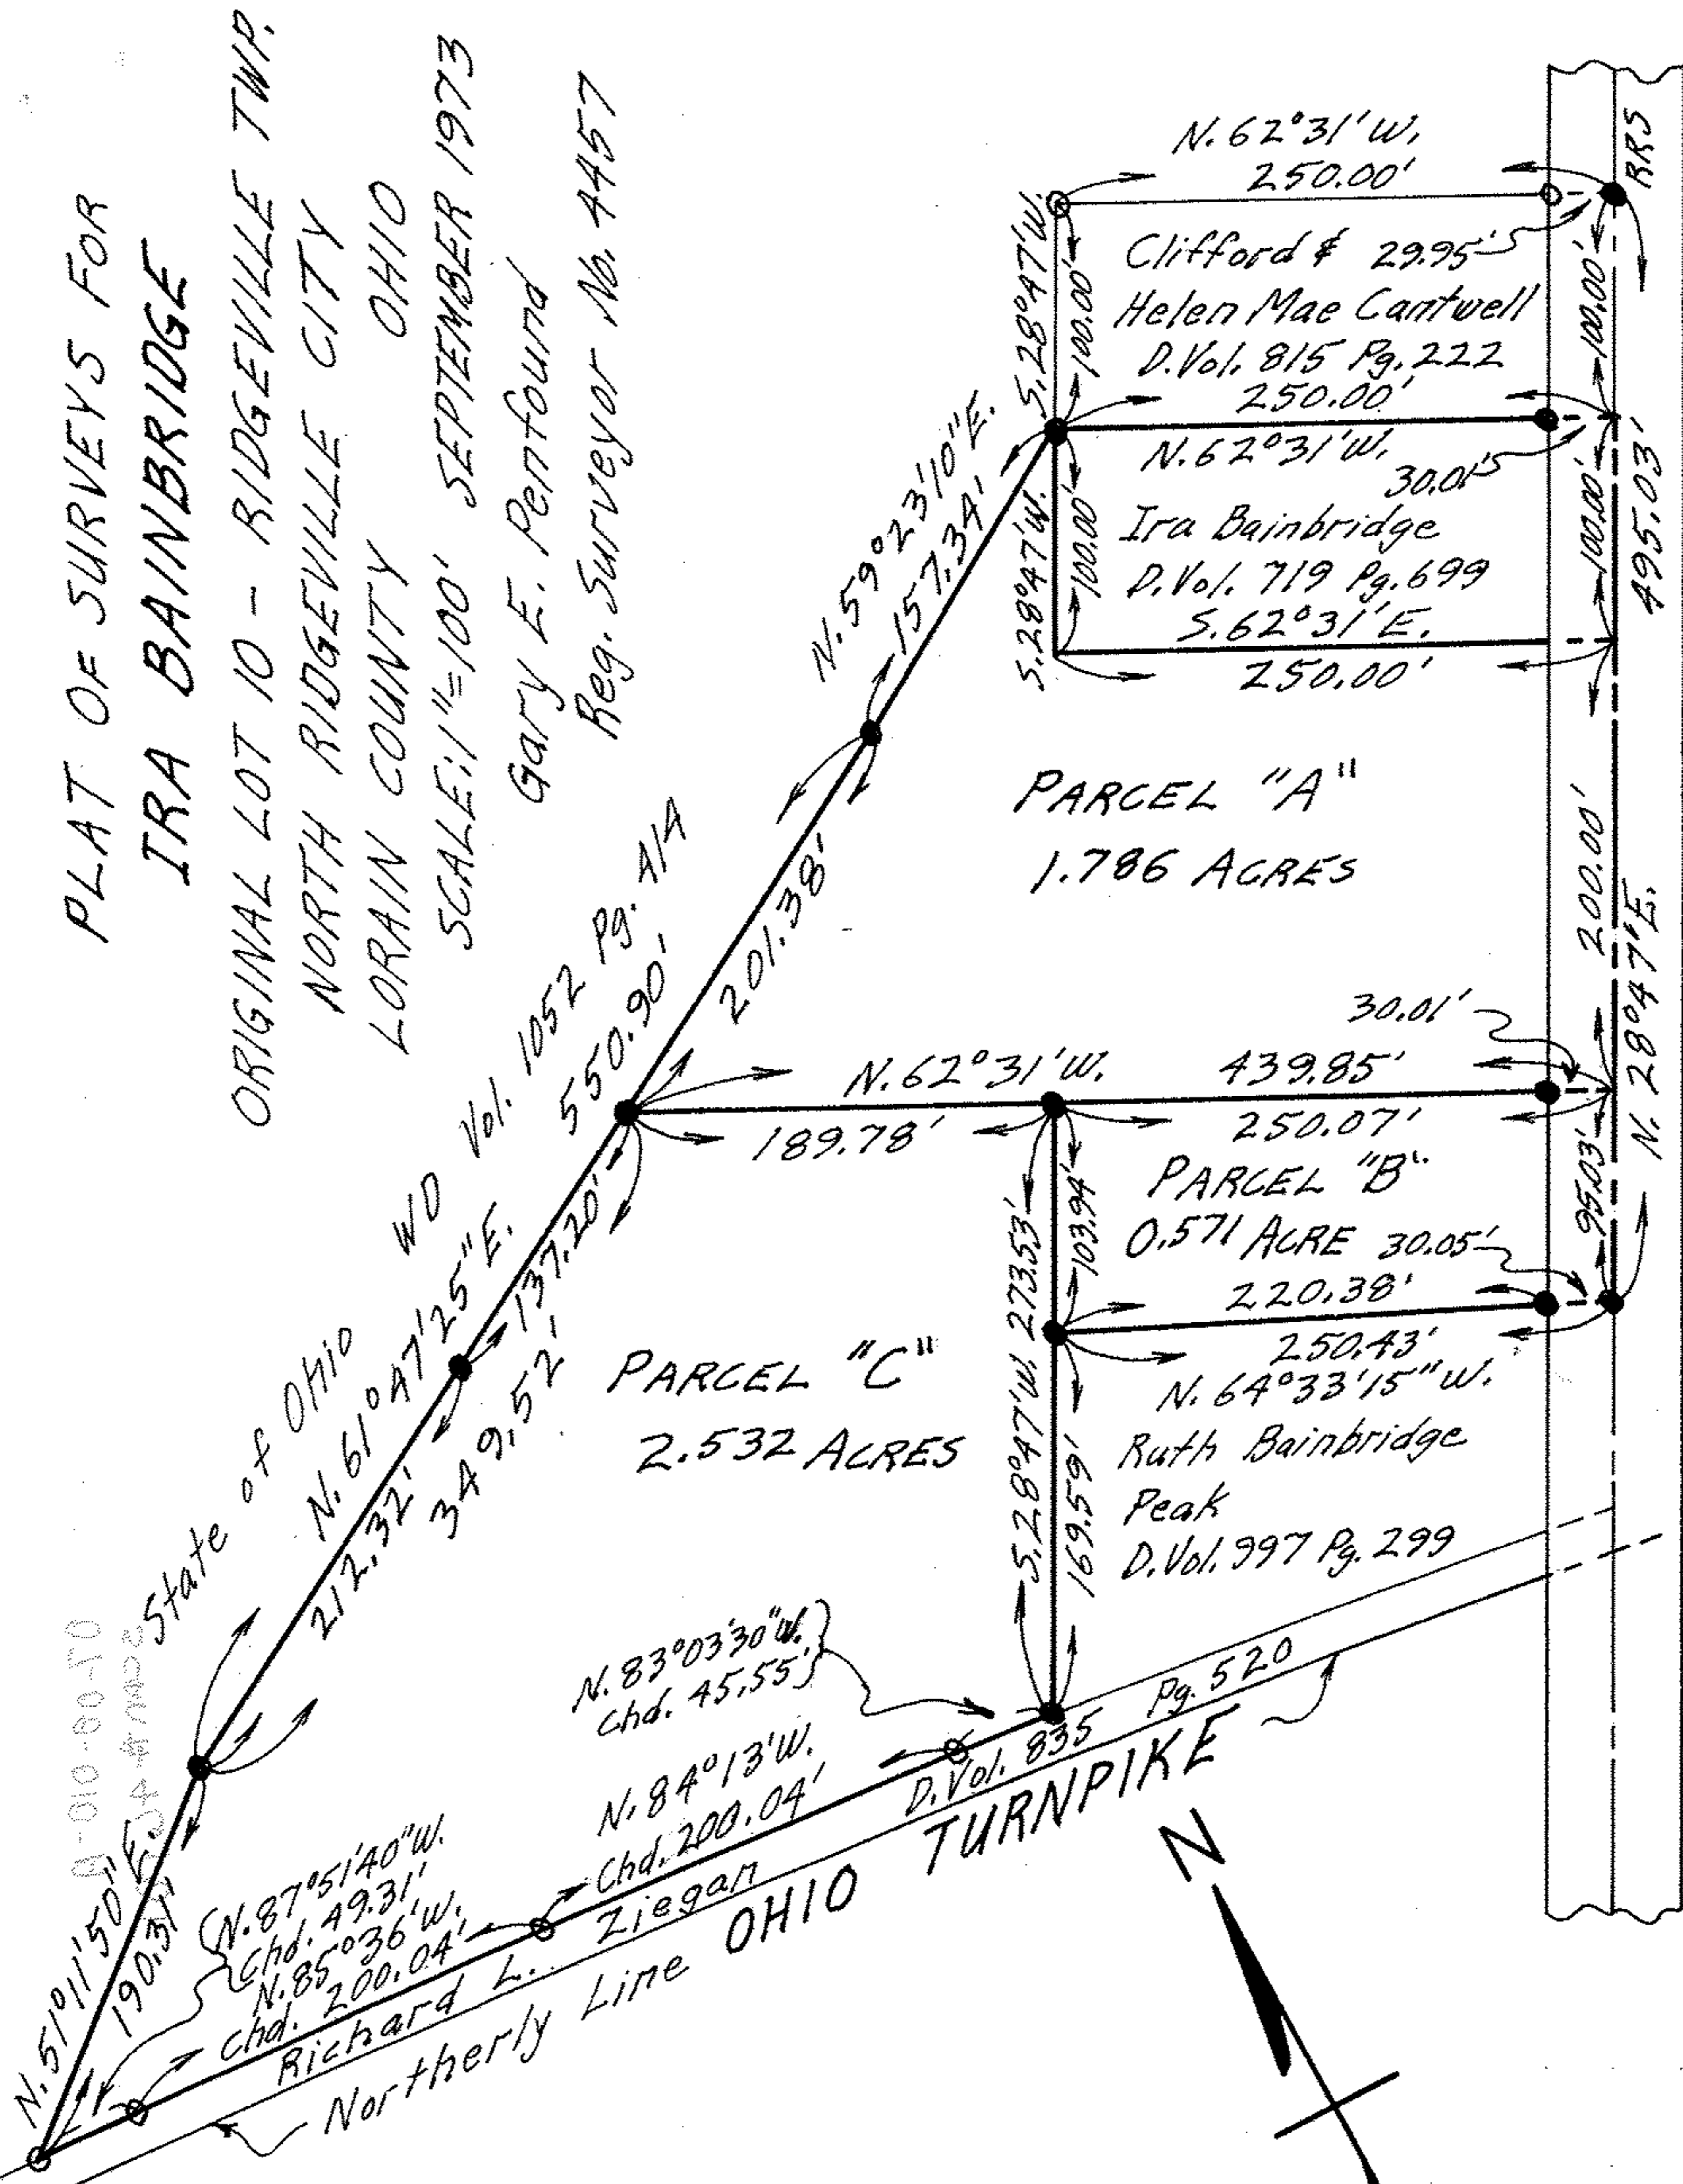 PLAT OF SURVEYS FOR
IRA BAINBRIDGE
ORIGINAL LOT 10 - RIDGEVILLE TWP.
NORTH RIDGEVILLE CITY
LORAIN COUNTY OHIO
SCALE: 1"=100' SEPTEMBER 1973
Gary E. Penfound
Reg. Surveyor No. 4457
N. 62°31' W.
250.00'
RRS
S. 28°47' W.
100.00'
Clifford & 29.95'
Helen Mae Cantwell
D. Vol. 815 Pg. 222
100.00'
250.00'
N. 62°31' W.
30.01'
S. 28°47' W.
100.00'
Ira Bainbridge
D. Vol. 719 Pg. 699
100.00'
495.03'
S. 62°31' E.
250.00'
N. 59°23'10" E.
157.34'
201.38'
550.90'
PARCEL "A"
1.786 ACRES
200.00'
N. 28°47' E.
30.01'
N. 62°31' W. 439.85'
189.78'
250.07'
State of Ohio WD Vol. 1052 Pg. 414
N. 61°47'25" E.
137.20'
212.32'
349.52'
PARCEL "B"
0.571 ACRE 30.05'
103.94'
95.03'
220.38'
250.43'
N. 64°33'15" W.
S. 28°47' W. 273.53'
169.59'
PARCEL "C"
2.532 ACRES
Ruth Bainbridge
Peak
D. Vol. 997 Pg. 299
N. 83°03'30" W.
Chd. 45.55'
N. 84°13' W.
Chd. 200.04'
N. 51°11'50" E.
190.31'
N. 87°51'40" W.
Chd. 49.31'
N. 85°36' W.
Chd. 200.04'
Richard L. Ziegan D. Vol. 835 Pg. 520
Northerly Line OHIO TURNPIKE
N